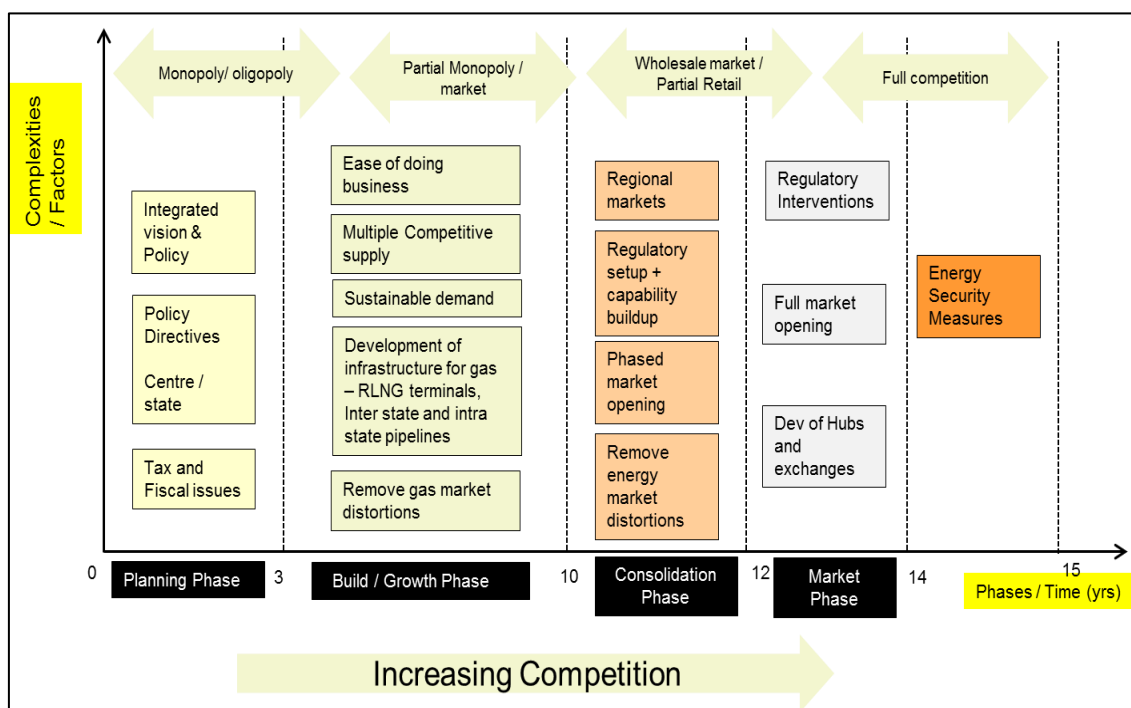 Monopoly/ oligopoly
Partial Monopoly /
market
Wholesale market /
Partial Retail
Full competition
Complexities
/ Factors
Integrated
vision &
Policy
Policy
Directives
Centre /
state
Tax and
Fiscal issues
Ease of doing
business
Multiple Competitive
supply
Sustainable demand
Development of
infrastructure for gas
– RLNG terminals,
Inter state and intra
state pipelines
Remove gas market
distortions
Regional
markets
Regulatory
setup +
capability
buildup
Phased
market
opening
Remove
energy
market
distortions
Regulatory
Interventions
Full market
opening
Dev of Hubs
and
exchanges
Energy
Security
Measures
0
Planning Phase
3
Build / Growth Phase
10
Consolidation
Phase
12
Market
Phase
14
15
Phases / Time (yrs)
Increasing Competition